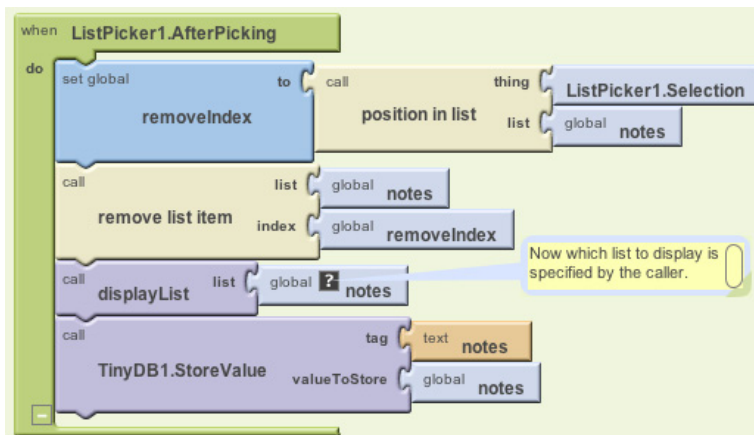 when ListPicker1.AfterPicking
do
set global removeIndex to
call position in list thing ListPicker1.Selection
list global notes
call remove list item list global notes
index global removeIndex
call displayList list global ? notes
Now which list to display is
specified by the caller.
call TinyDB1.StoreValue tag text notes
valueToStore global notes